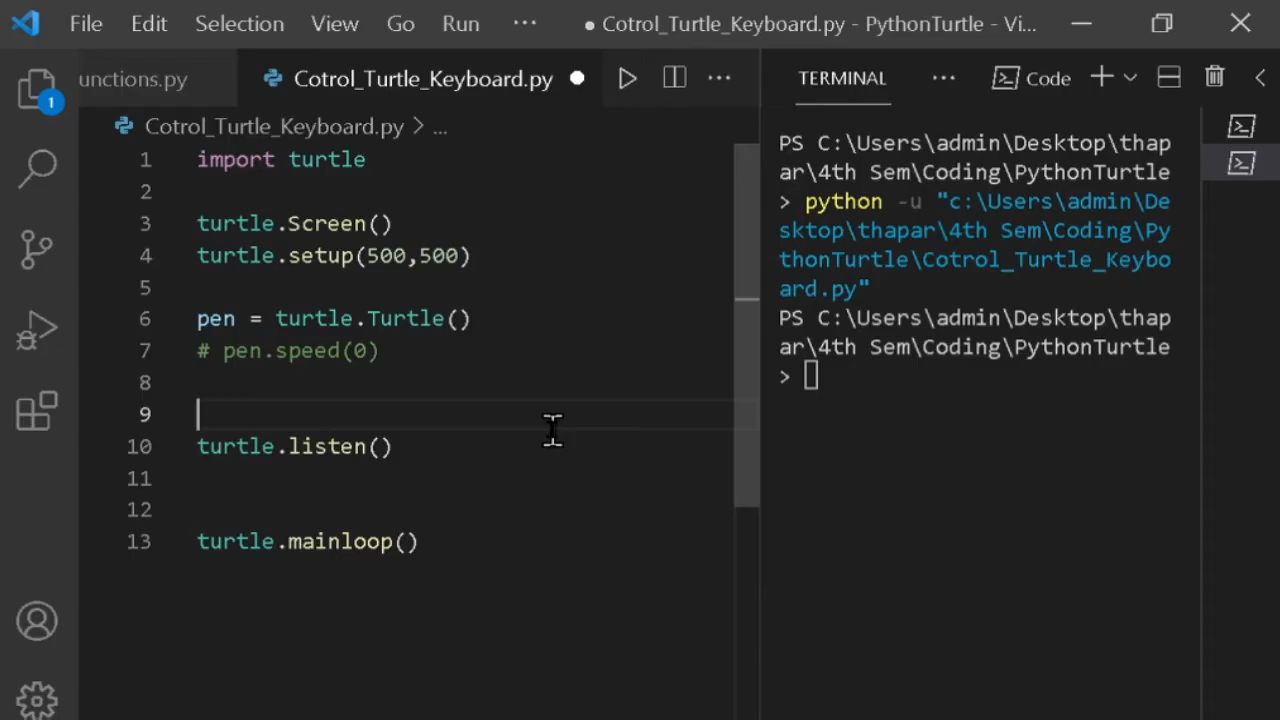 File Edit Selection View Go Run ··· ● Cotrol_Turtle_Keyboard.py - PythonTurtle - Vi...
unctions.py Cotrol_Turtle_Keyboard.py ● ··· TERMINAL ··· Code
1
Cotrol_Turtle_Keyboard.py > ...
1 import turtle
2
3 turtle.Screen()
4 turtle.setup(500,500)
5
6 pen = turtle.Turtle()
7 # pen.speed(0)
8
9
10 turtle.listen()
11
12
13 turtle.mainloop()
PS C:\Users\admin\Desktop\thap
ar\4th Sem\Coding\PythonTurtle
> python -u "c:\Users\admin\De
sktop\thapar\4th Sem\Coding\Py
thonTurtle\Cotrol_Turtle_Keybo
ard.py"
PS C:\Users\admin\Desktop\thap
ar\4th Sem\Coding\PythonTurtle
>